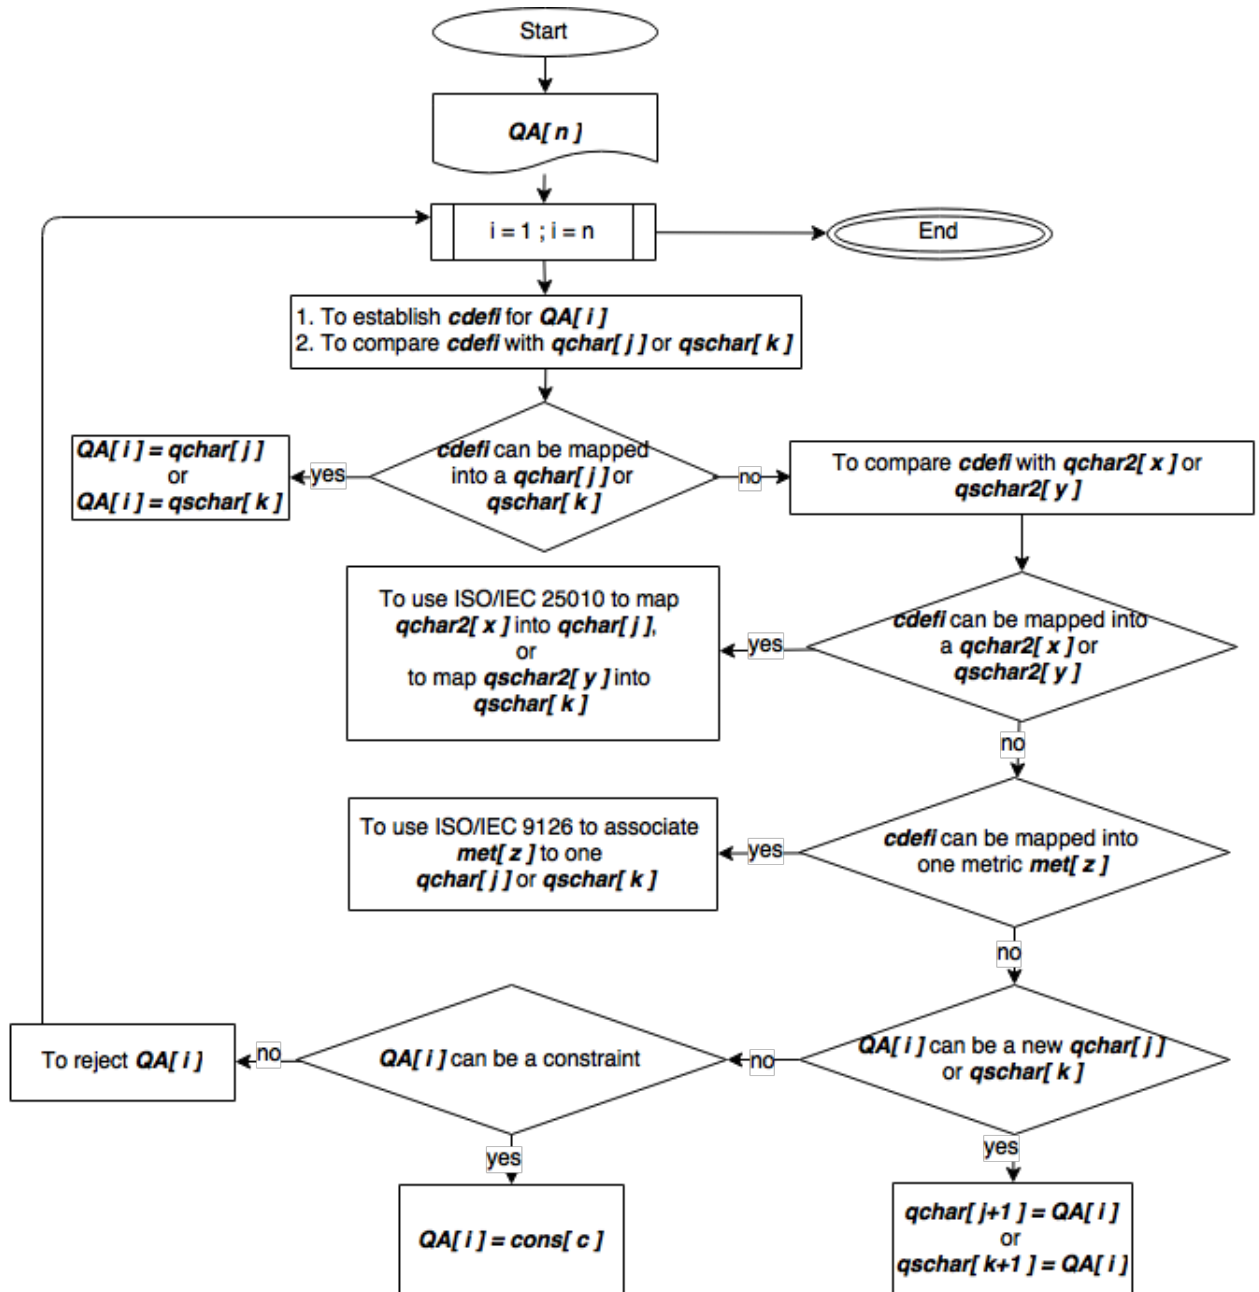 Start
QA[ n ]
i = 1 ; i = n
End
1. To establish cdefi for QA[ i ]
2. To compare cdefi with qchar[ j ] or qschar[ k ]
QA[ i ] = qchar[ j ]
or
QA[ i ] = qschar[ k ]
yes
cdefi can be mapped
into a qchar[ j ] or
qschar[ k ]
no
To compare cdefi with qchar2[ x ] or
qschar2[ y ]
To use ISO/IEC 25010 to map
qchar2[ x ] into qchar[ j ],
or
to map qschar2[ y ] into
qschar[ k ]
yes
cdefi can be mapped into
a qchar2[ x ] or
qschar2[ y ]
no
To use ISO/IEC 9126 to associate
met[ z ] to one
qchar[ j ] or qschar[ k ]
yes
cdefi can be mapped into
one metric met[ z ]
no
To reject QA[ i ]
no
QA[ i ] can be a constraint
no
QA[ i ] can be a new qchar[ j ]
or qschar[ k ]
yes
yes
QA[ i ] = cons[ c ]
qchar[ j+1 ] = QA[ i ]
or
qschar[ k+1 ] = QA[ i ]